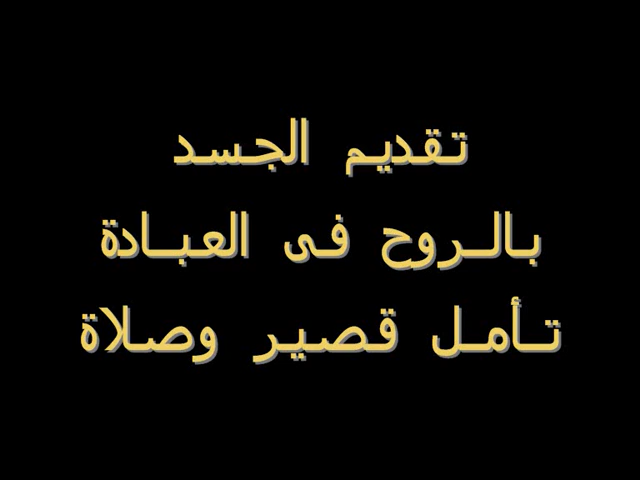 تقديم الجسد
بالروح فى العبادة
تأمل قصير وصلاة